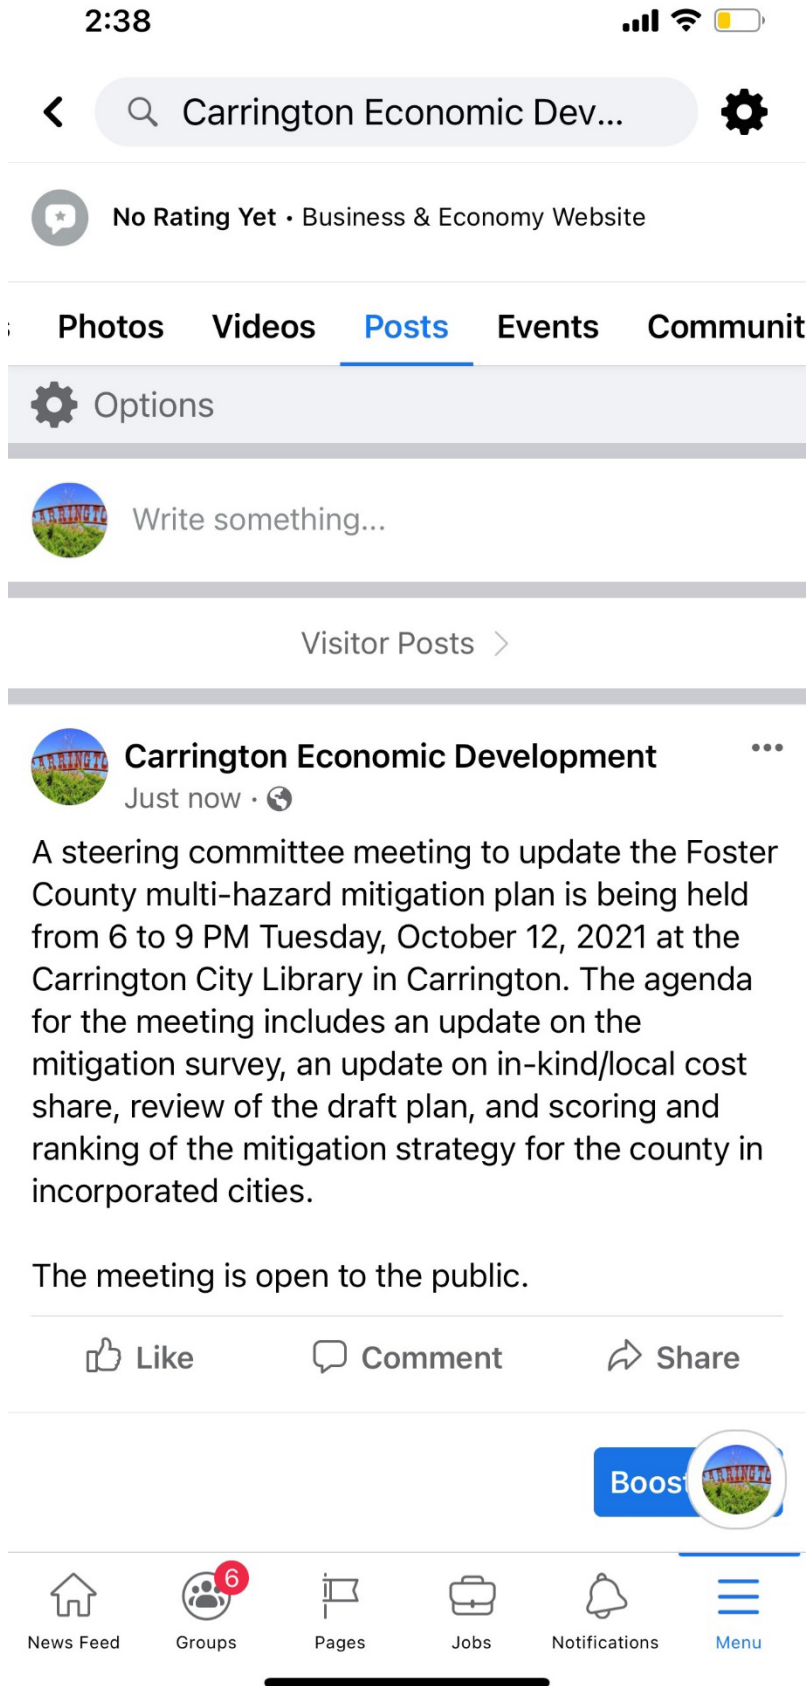 2:38
Carrington Economic Dev...
No Rating Yet · Business & Economy Website
Photos Videos Posts Events Communit
Options
Write something...
Visitor Posts
Carrington Economic Development
Just now ·
A steering committee meeting to update the Foster
County multi-hazard mitigation plan is being held
from 6 to 9 PM Tuesday, October 12, 2021 at the
Carrington City Library in Carrington. The agenda
for the meeting includes an update on the
mitigation survey, an update on in-kind/local cost
share, review of the draft plan, and scoring and
ranking of the mitigation strategy for the county in
incorporated cities.
The meeting is open to the public.
Like Comment Share
Boost
6
News Feed Groups Pages Jobs Notifications Menu